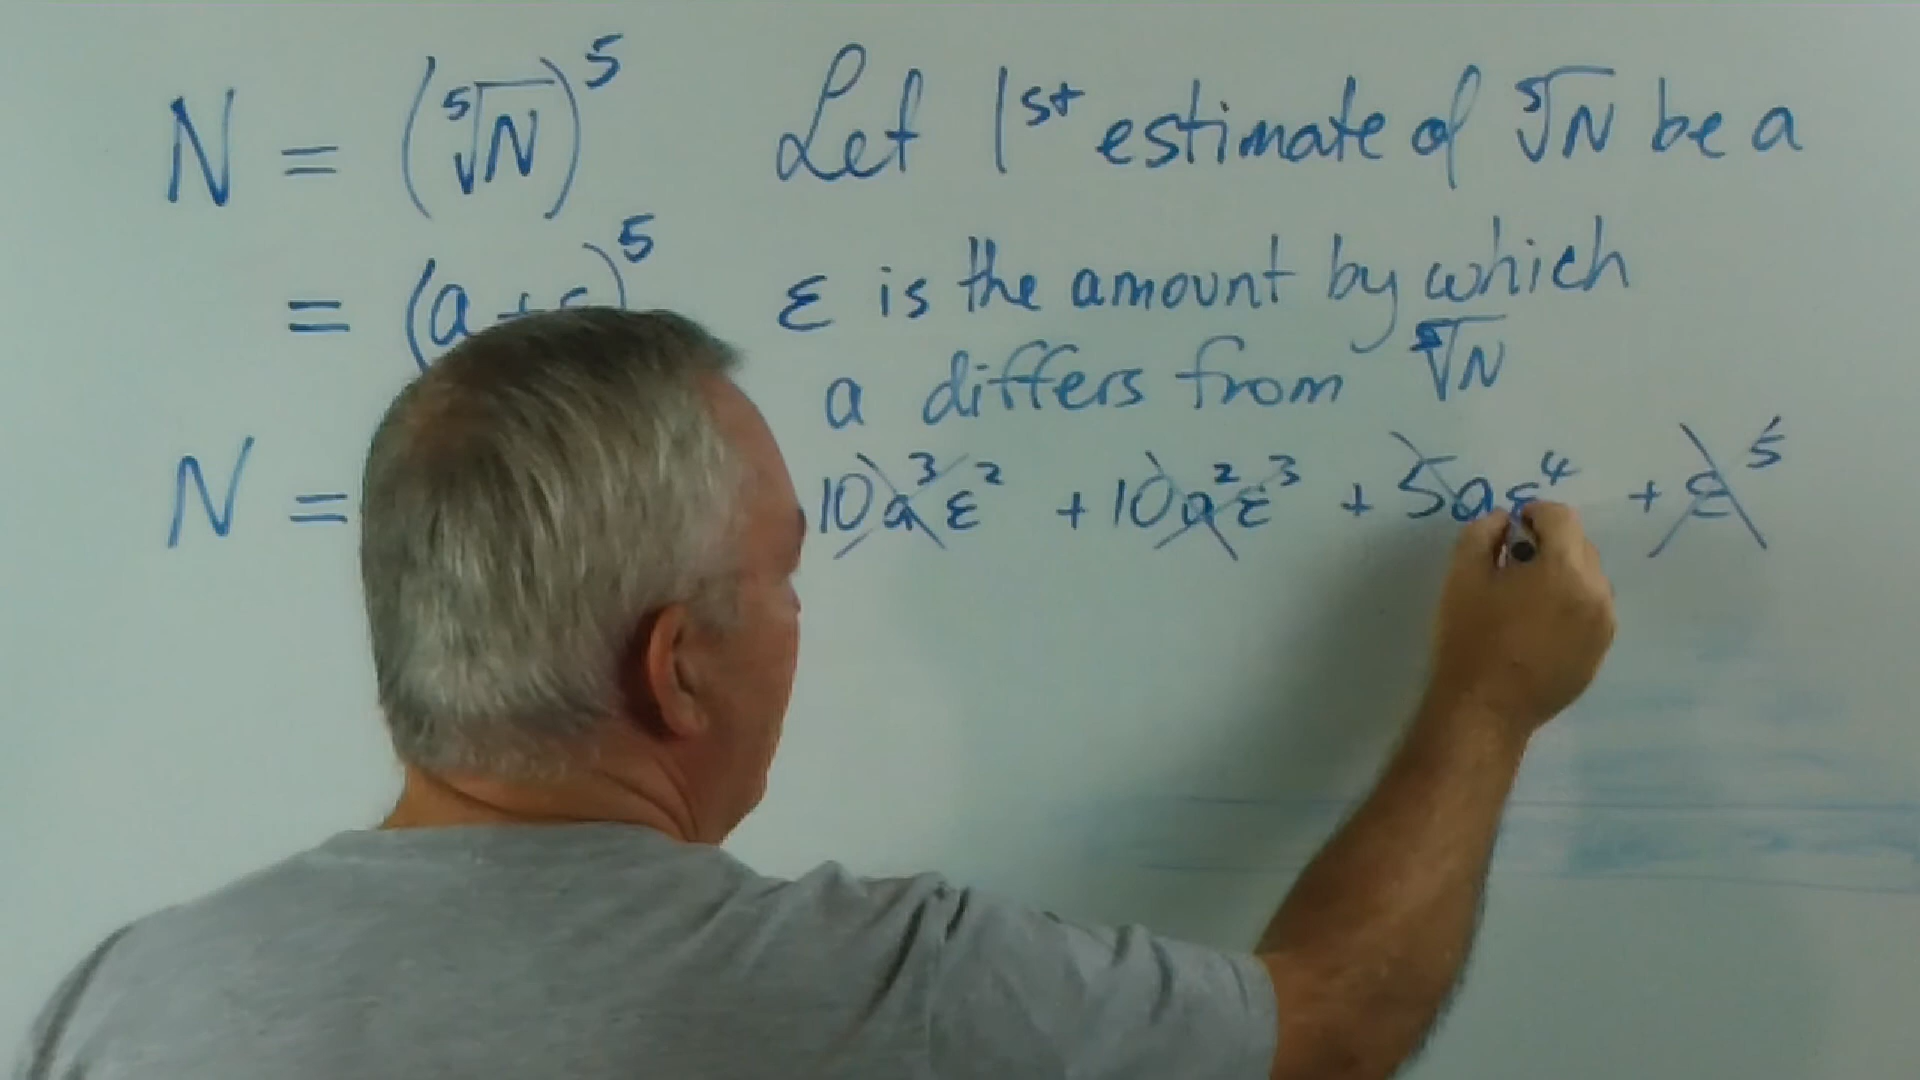 N = (⁵√N)⁵ Let 1st estimate of ⁵√N be a
= (a + ε)⁵ ε is the amount by which
a differs from ⁵√N
N = 10a³ε² + 10a²ε³ + 5aε⁴ + ε⁵